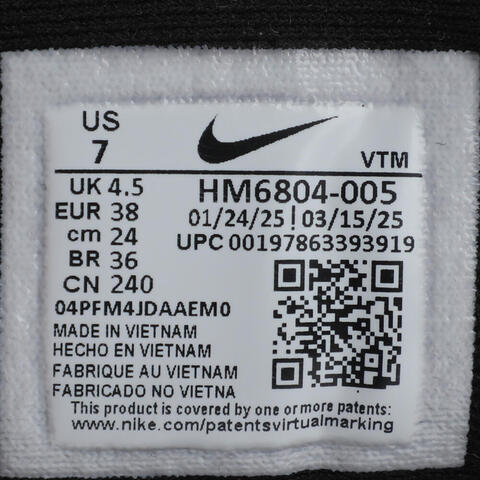 US
7
VTM
UK 4.5
EUR 38
cm 24
BR 36
CN 240
HM6804-005
01/24/25 | 03/15/25
UPC 00197863393919
04PFM4JDAAEM0
MADE IN VIETNAM
HECHO EN VIETNAM
FABRIQUE AU VIETNAM
FABRICADO NO VIETNA
This product is covered by one or more patents:
www.nike.com/patentsvirtualmarking